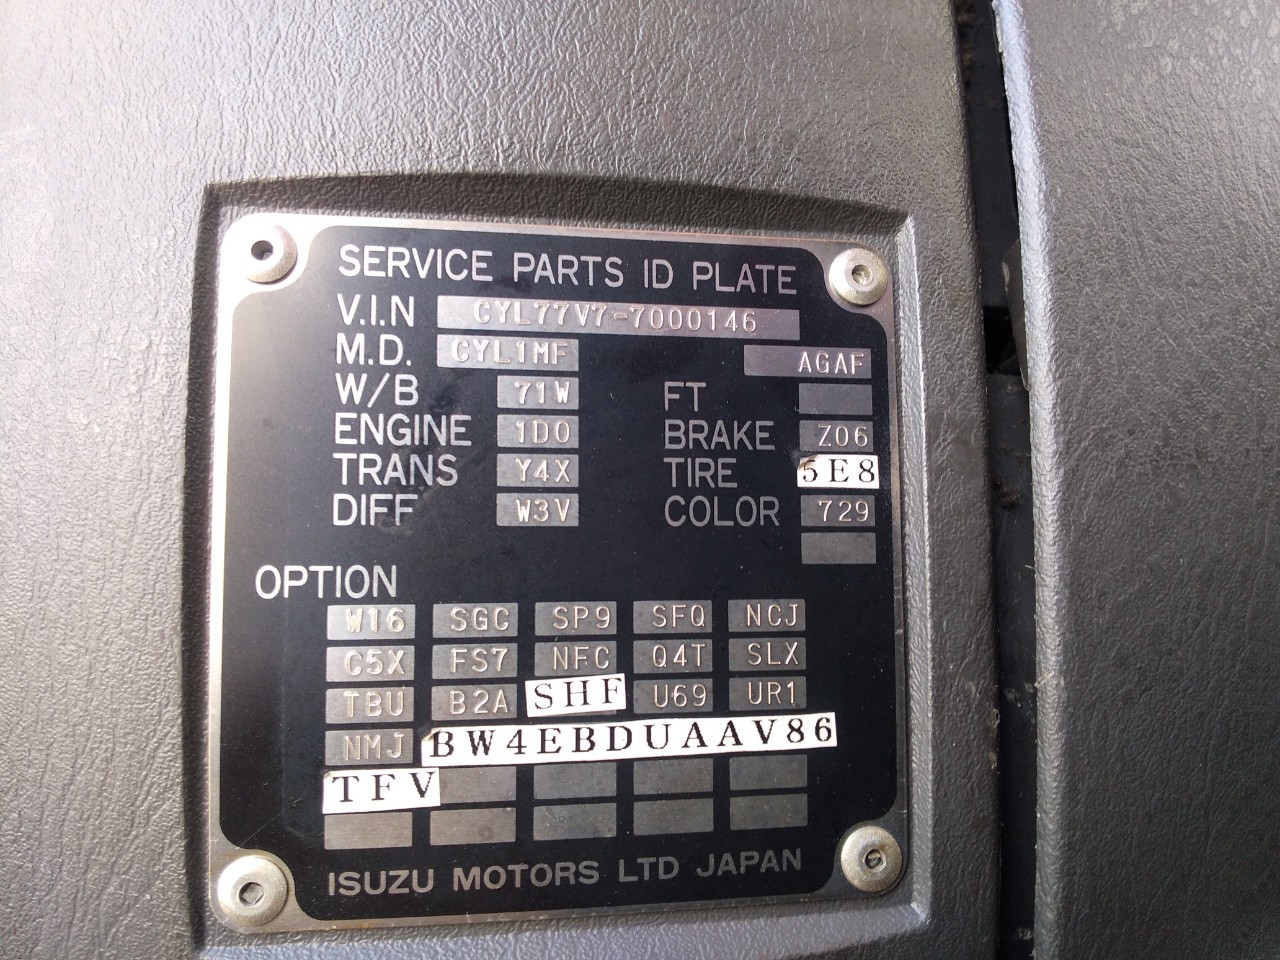 SERVICE PARTS ID PLATE
V.I.N CYL77V7-7000146
M.D. CYL1MF AGAF
W/B 71W FT
ENGINE 1D0 BRAKE Z06
TRANS Y4X TIRE 5E8
DIFF W3V COLOR 729
OPTION
W16 SGC SP9 SFQ NCJ
C5X FS7 NFC Q4T SLX
TBU B2A SHF U69 UR1
NMJ BW4EBDUAAV86
TFV
ISUZU MOTORS LTD JAPAN